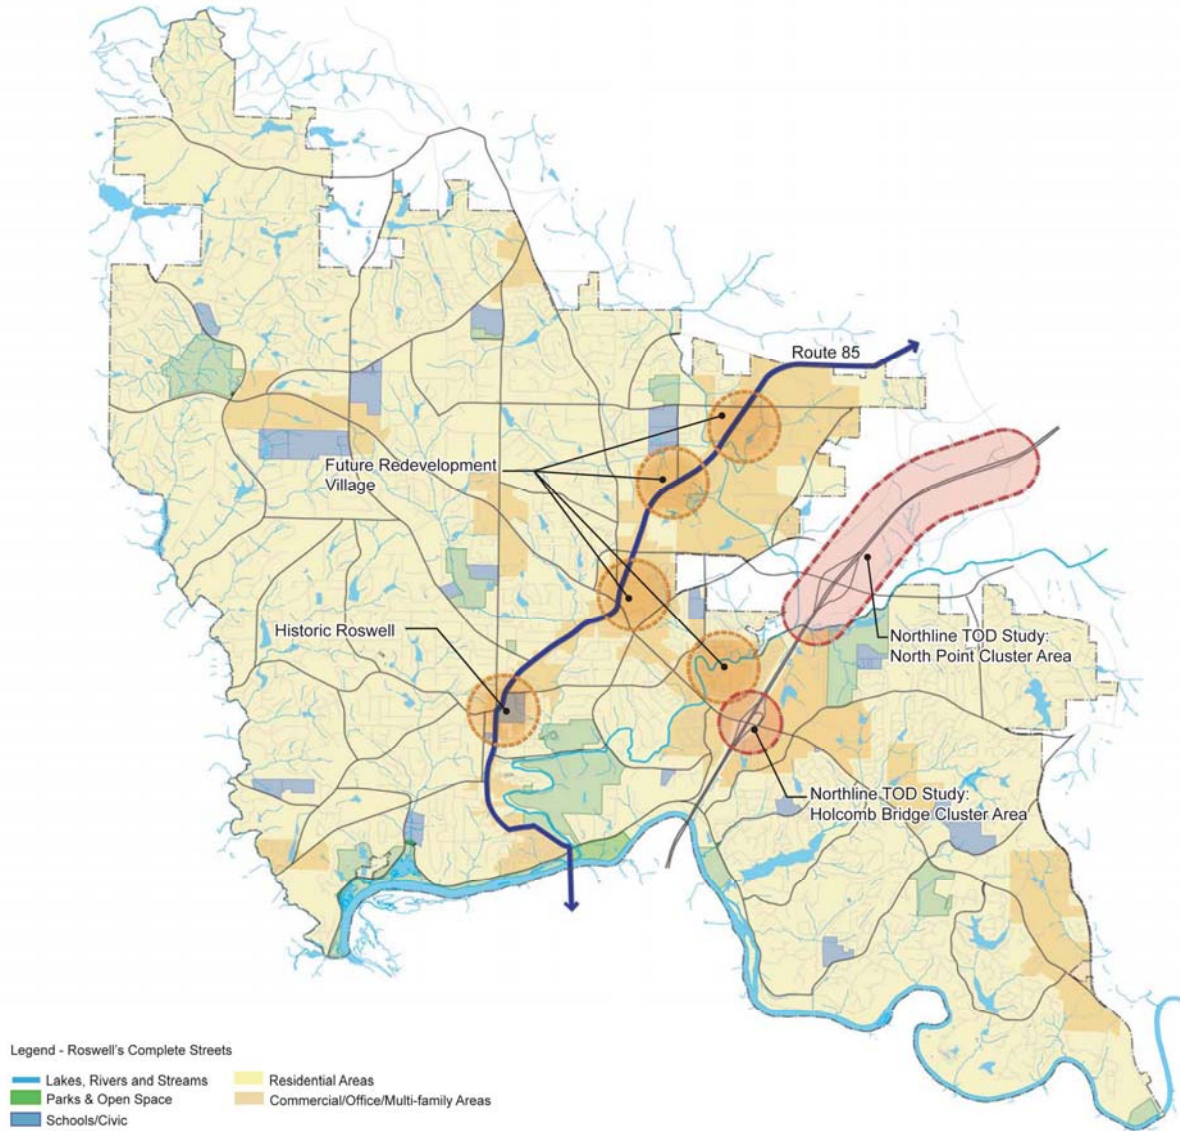 Route 85
Future Redevelopment
Village
Historic Roswell
Northline TOD Study:
North Point Cluster Area
Northline TOD Study:
Holcomb Bridge Cluster Area
Legend - Roswell's Complete Streets
Lakes, Rivers and Streams
Parks & Open Space
Schools/Civic
Residential Areas
Commercial/Office/Multi-family Areas